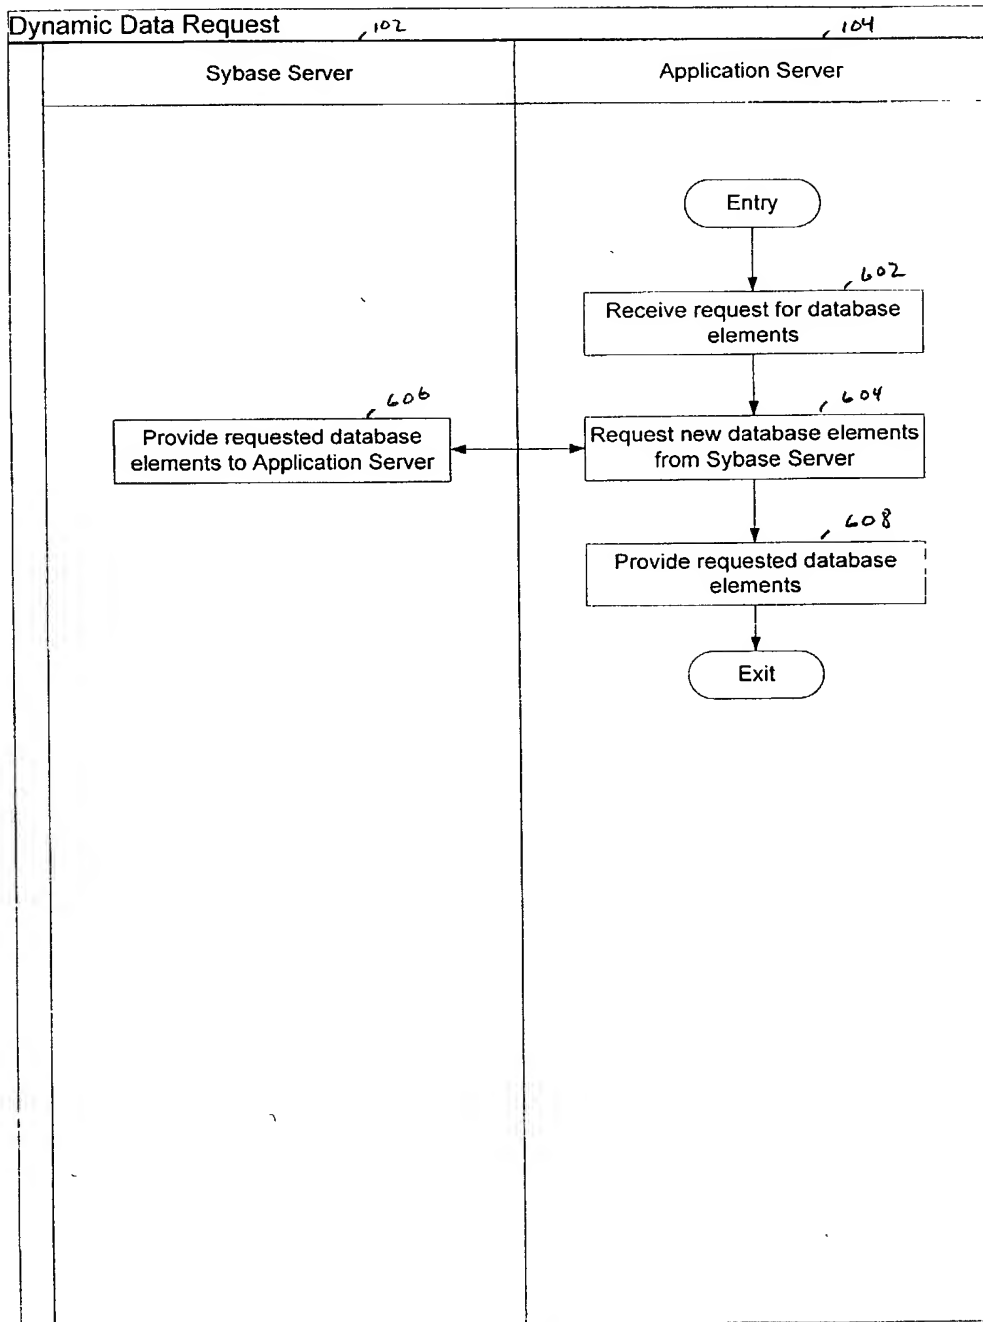 Dynamic Data Request 102 104
Sybase Server
Application Server
Entry
602
Receive request for database
elements
606
Provide requested database
elements to Application Server
604
Request new database elements
from Sybase Server
608
Provide requested database
elements
Exit